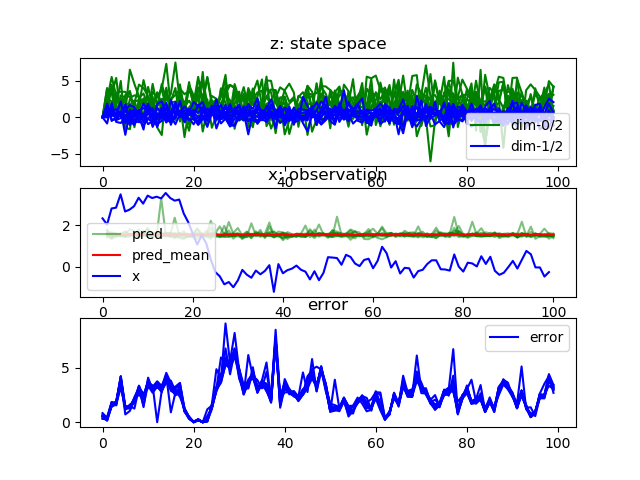 z: state space
5
0
−5
dim-0/2
dim-1/2
0 20 40 60 80 100
x: observation
2
0
pred
pred_mean
x
0 20 40 60 80 100
error
5
0
error
0 20 40 60 80 100